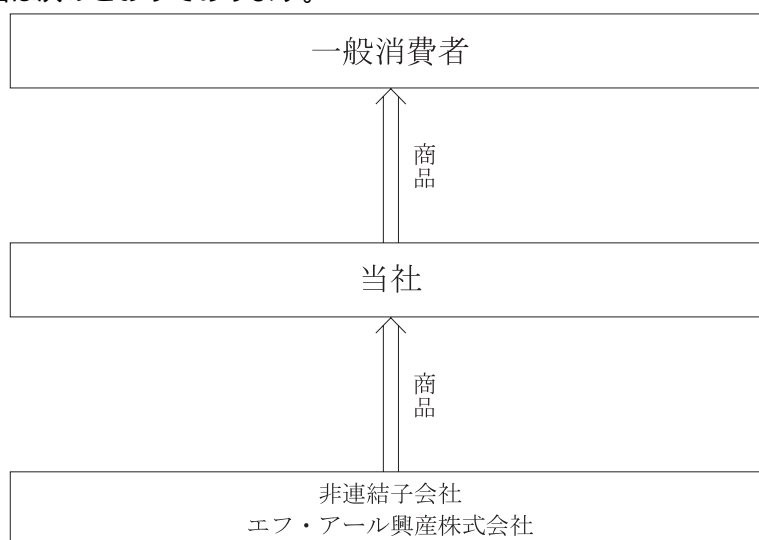 一般消費者
商品
当社
商品
非連結子会社
エフ・アール興産株式会社